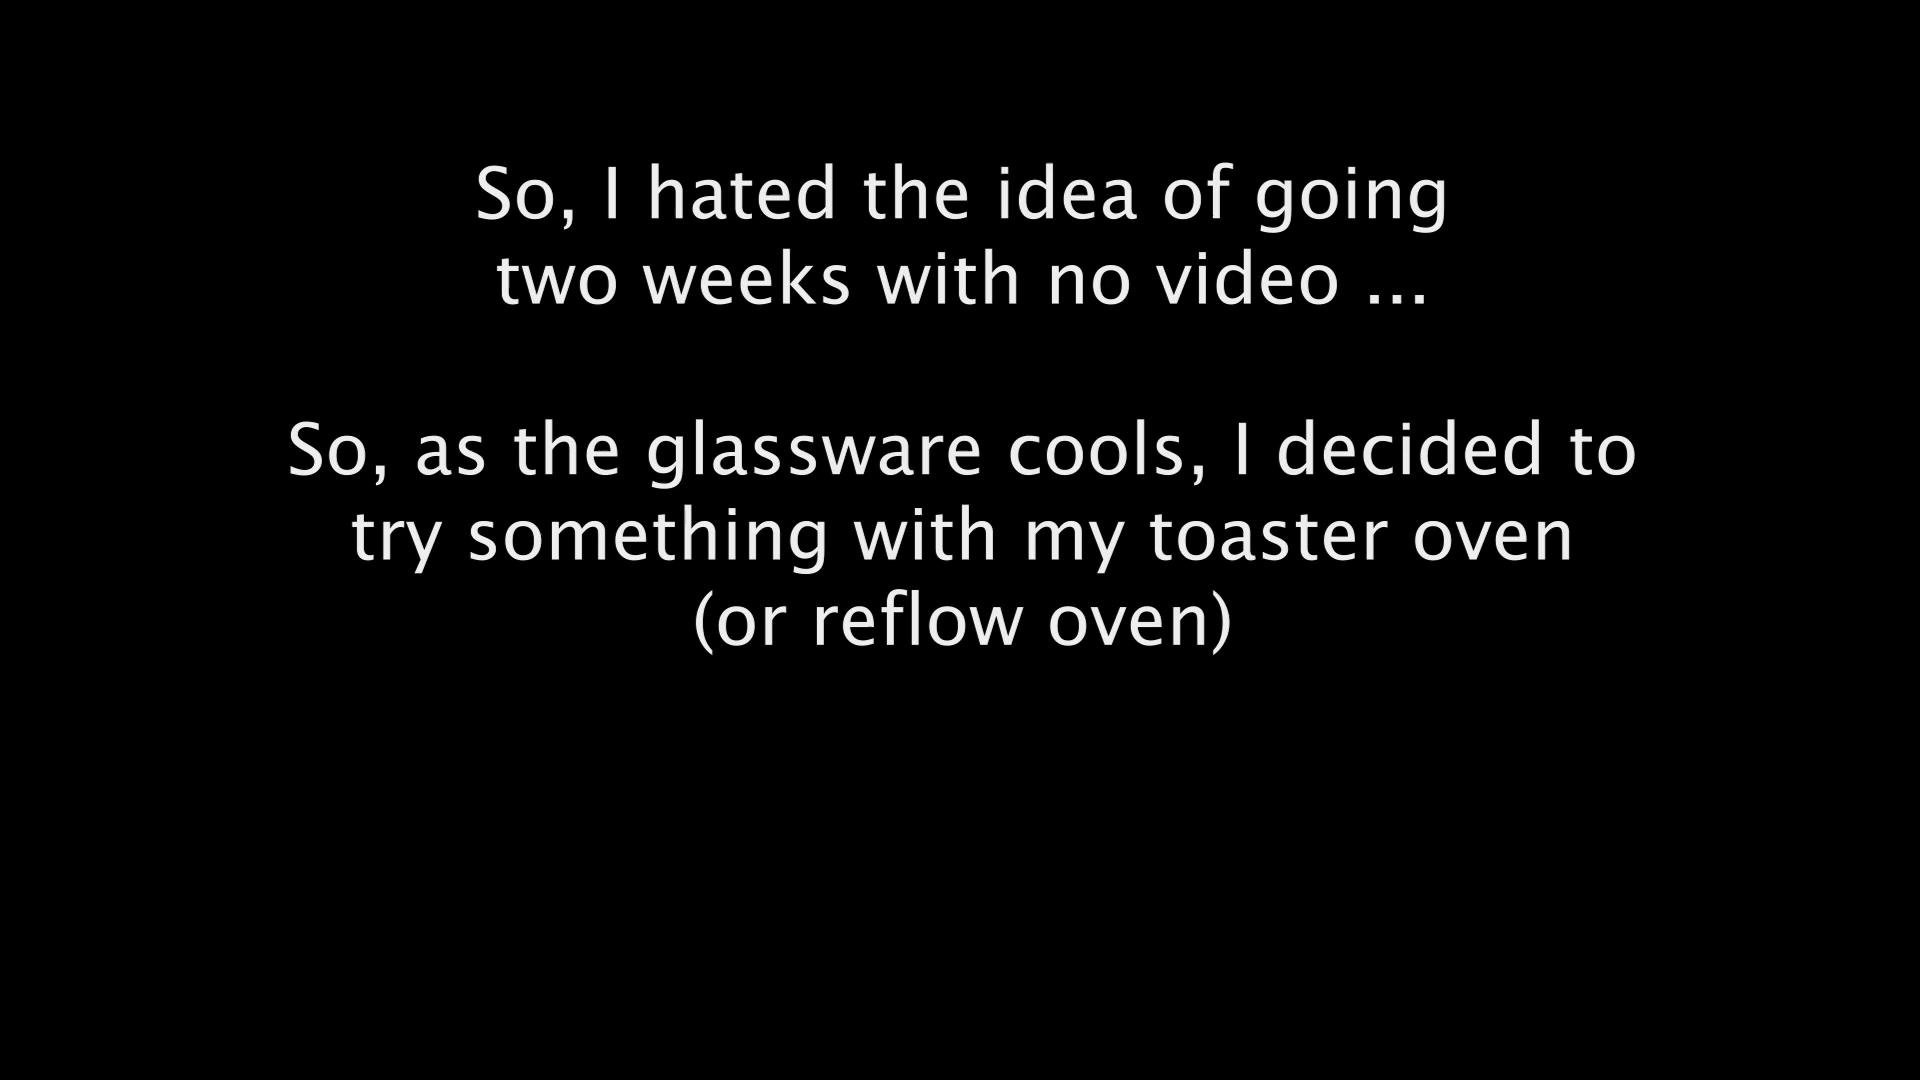 So, I hated the idea of going
two weeks with no video ...
So, as the glassware cools, I decided to
try something with my toaster oven
(or reflow oven)